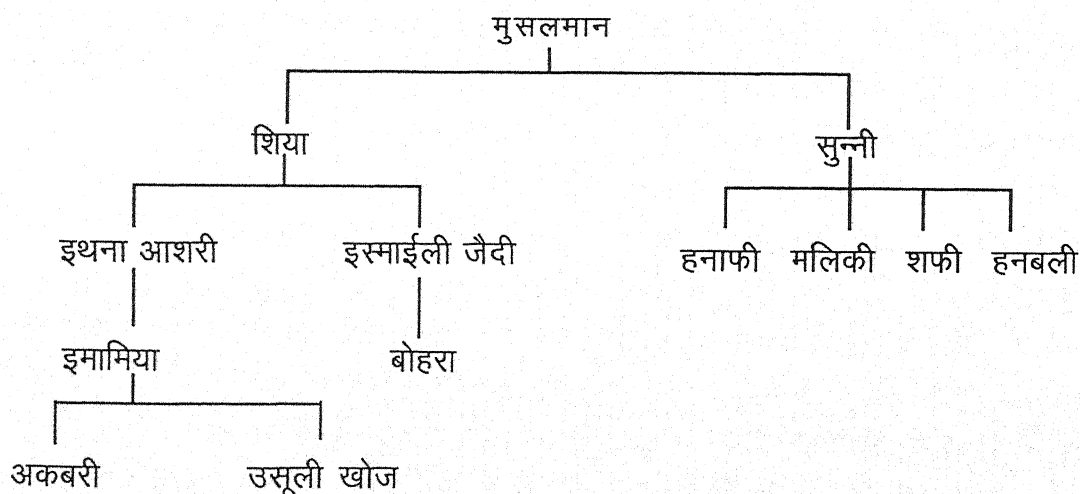 मुसलमान
शिया सुन्नी
इथना आशरी इस्माईली जैदी हनाफी मलिकी शफी हनबली
इमामिया बोहरा
अकबरी उसूली खोज